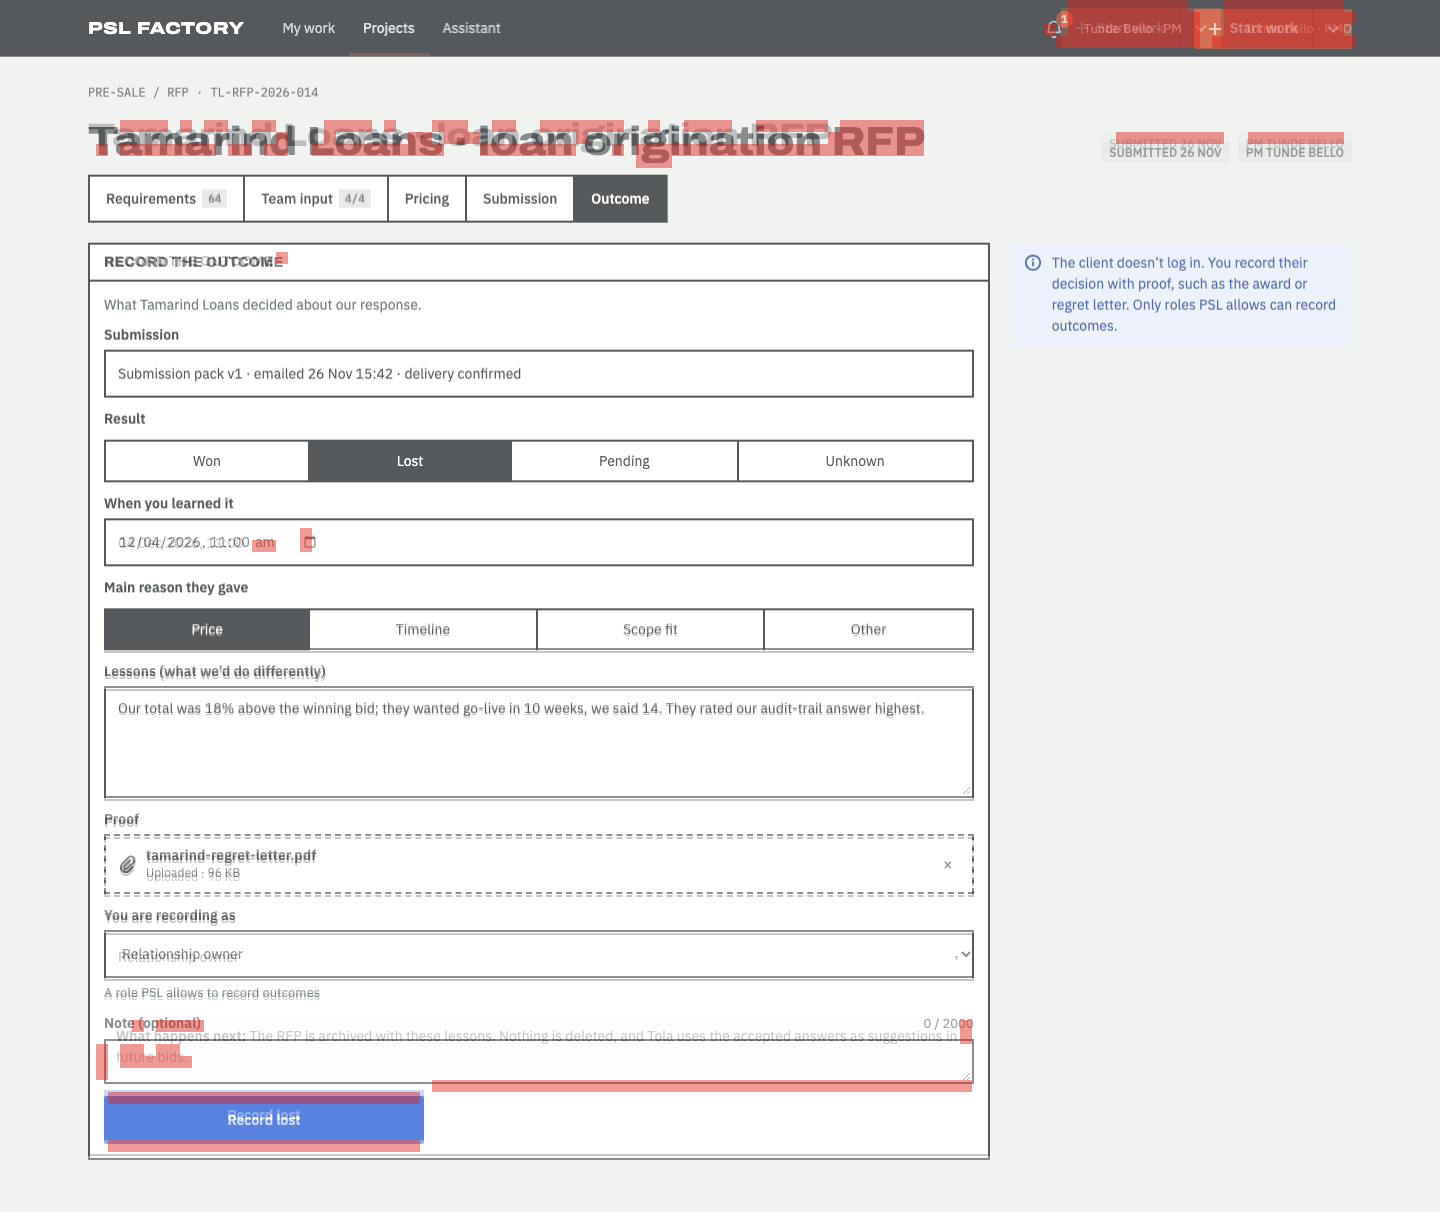 PSL FACTORY
My work
Projects
Assistant
1
Tunde Bello · PM
Start work
PRE-SALE / RFP · TL-RFP-2026-014
Tamarind Loans · loan origination RFP
SUBMITTED 26 NOV
PM TUNDE BELLO
Requirements 64
Team input 4/4
Pricing
Submission
Outcome
RECORD THE OUTCOME
What Tamarind Loans decided about our response.
Submission
Submission pack v1 · emailed 26 Nov 15:42 · delivery confirmed
Result
Won
Lost
Pending
Unknown
When you learned it
12/04/2026, 11:00 am
Main reason they gave
Price
Timeline
Scope fit
Other
Lessons (what we'd do differently)
Our total was 18% above the winning bid; they wanted go-live in 10 weeks, we said 14. They rated our audit-trail answer highest.
Proof
tamarind-regret-letter.pdf
Uploaded · 96 KB
×
You are recording as
Relationship owner
A role PSL allows to record outcomes
Note (optional)
0 / 2000
What happens next: The RFP is archived with these lessons. Nothing is deleted, and Tola uses the accepted answers as suggestions in
future bids.
Record lost
The client doesn't log in. You record their
decision with proof, such as the award or
regret letter. Only roles PSL allows can record
outcomes.